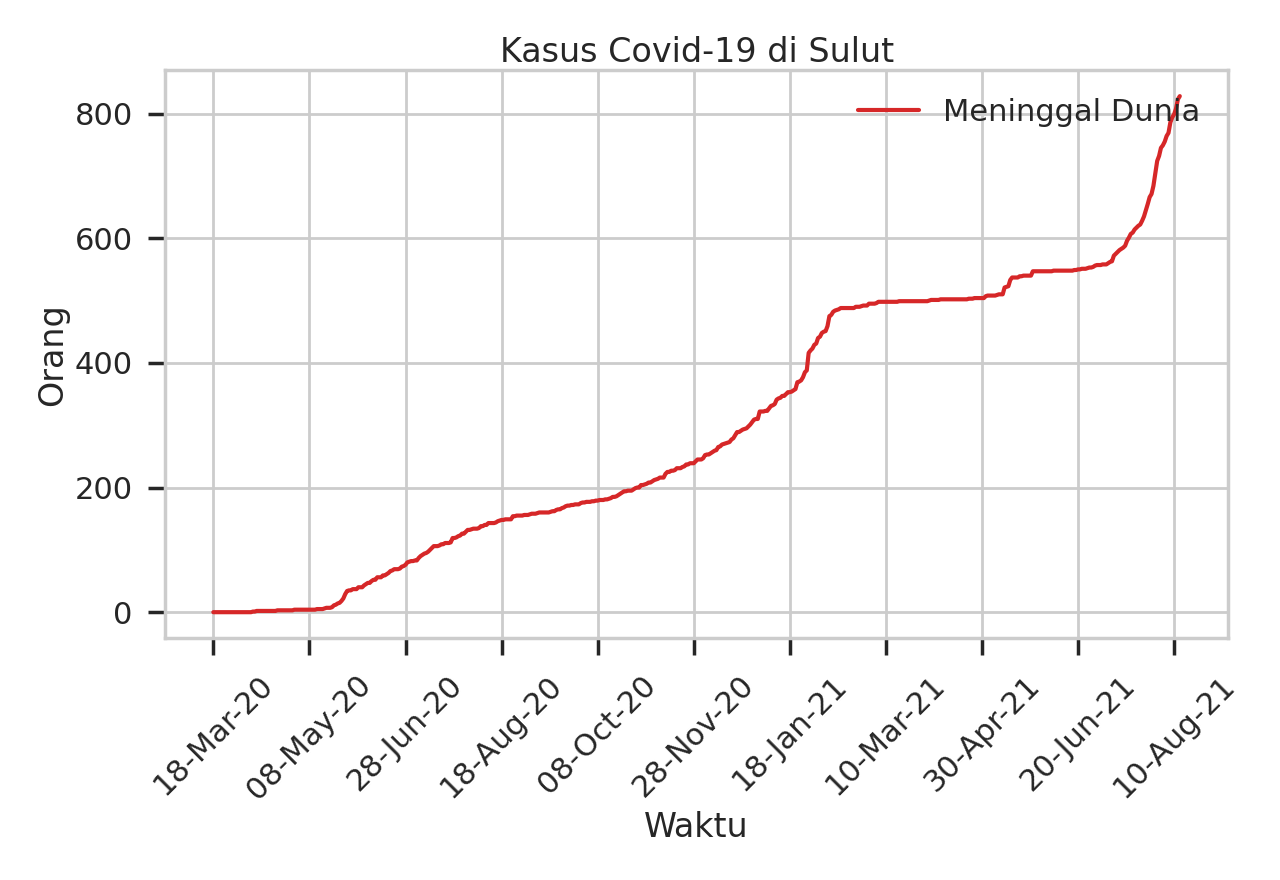 Kasus Covid-19 di Sulut
Meninggal Dunia
800
600
400
200
0
Orang
18-Mar-20
08-May-20
28-Jun-20
18-Aug-20
08-Oct-20
28-Nov-20
18-Jan-21
10-Mar-21
30-Apr-21
20-Jun-21
10-Aug-21
Waktu